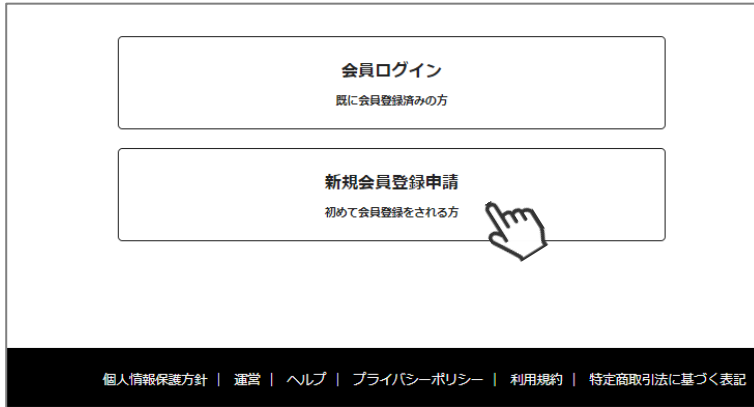 会員ログイン
既に会員登録済みの方
新規会員登録申請
初めて会員登録をされる方
個人情報保護方針 | 運営 | ヘルプ | プライバシーポリシー | 利用規約 | 特定商取引法に基づく表記